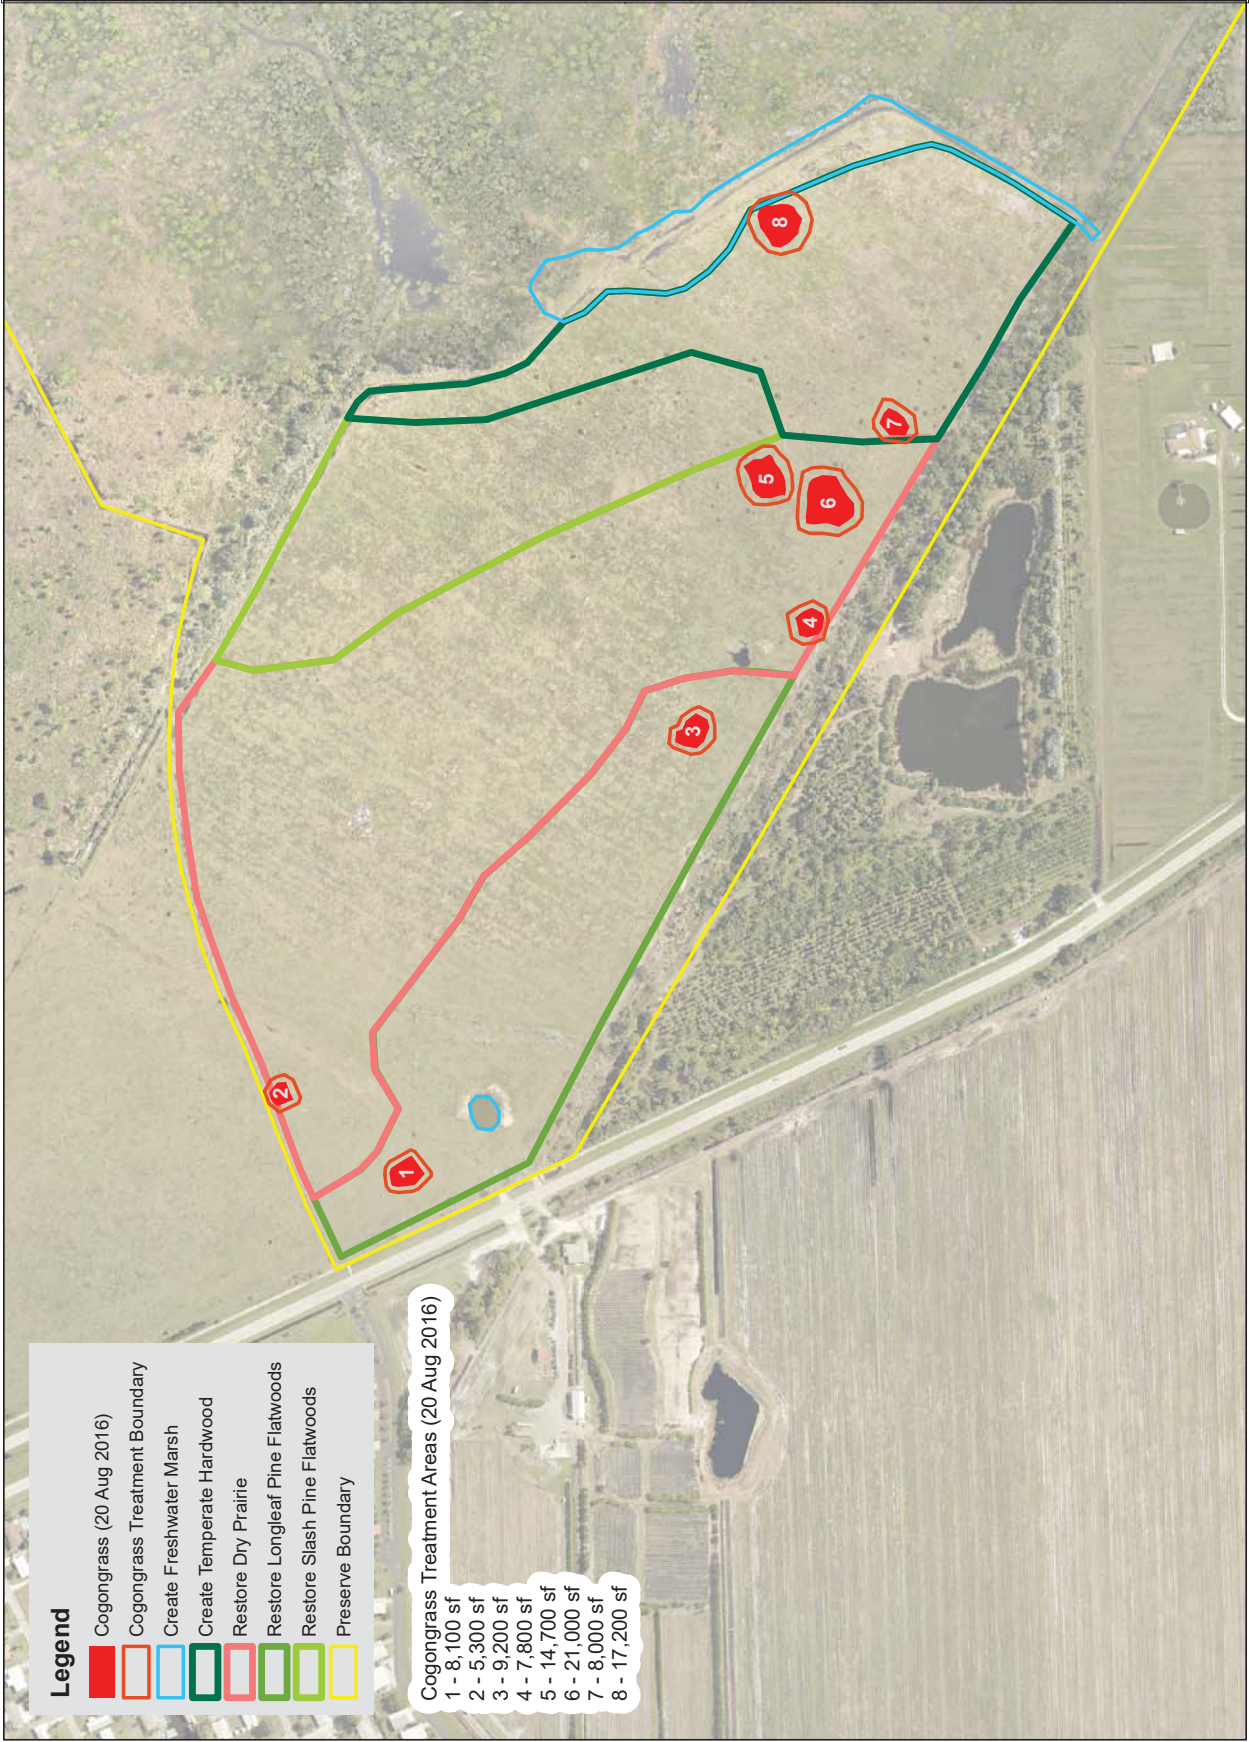 Legend
Cogongrass (20 Aug 2016)
Cogongrass Treatment Boundary
Create Freshwater Marsh
Create Temperate Hardwood
Restore Dry Prairie
Restore Longleaf Pine Flatwoods
Restore Slash Pine Flatwoods
Preserve Boundary
Cogongrass Treatment Areas (20 Aug 2016)
1 - 8,100 sf
2 - 5,300 sf
3 - 9,200 sf
4 - 7,800 sf
5 - 14,700 sf
6 - 21,000 sf
7 - 8,000 sf
8 - 17,200 sf
1
2
3
4
5
6
7
8